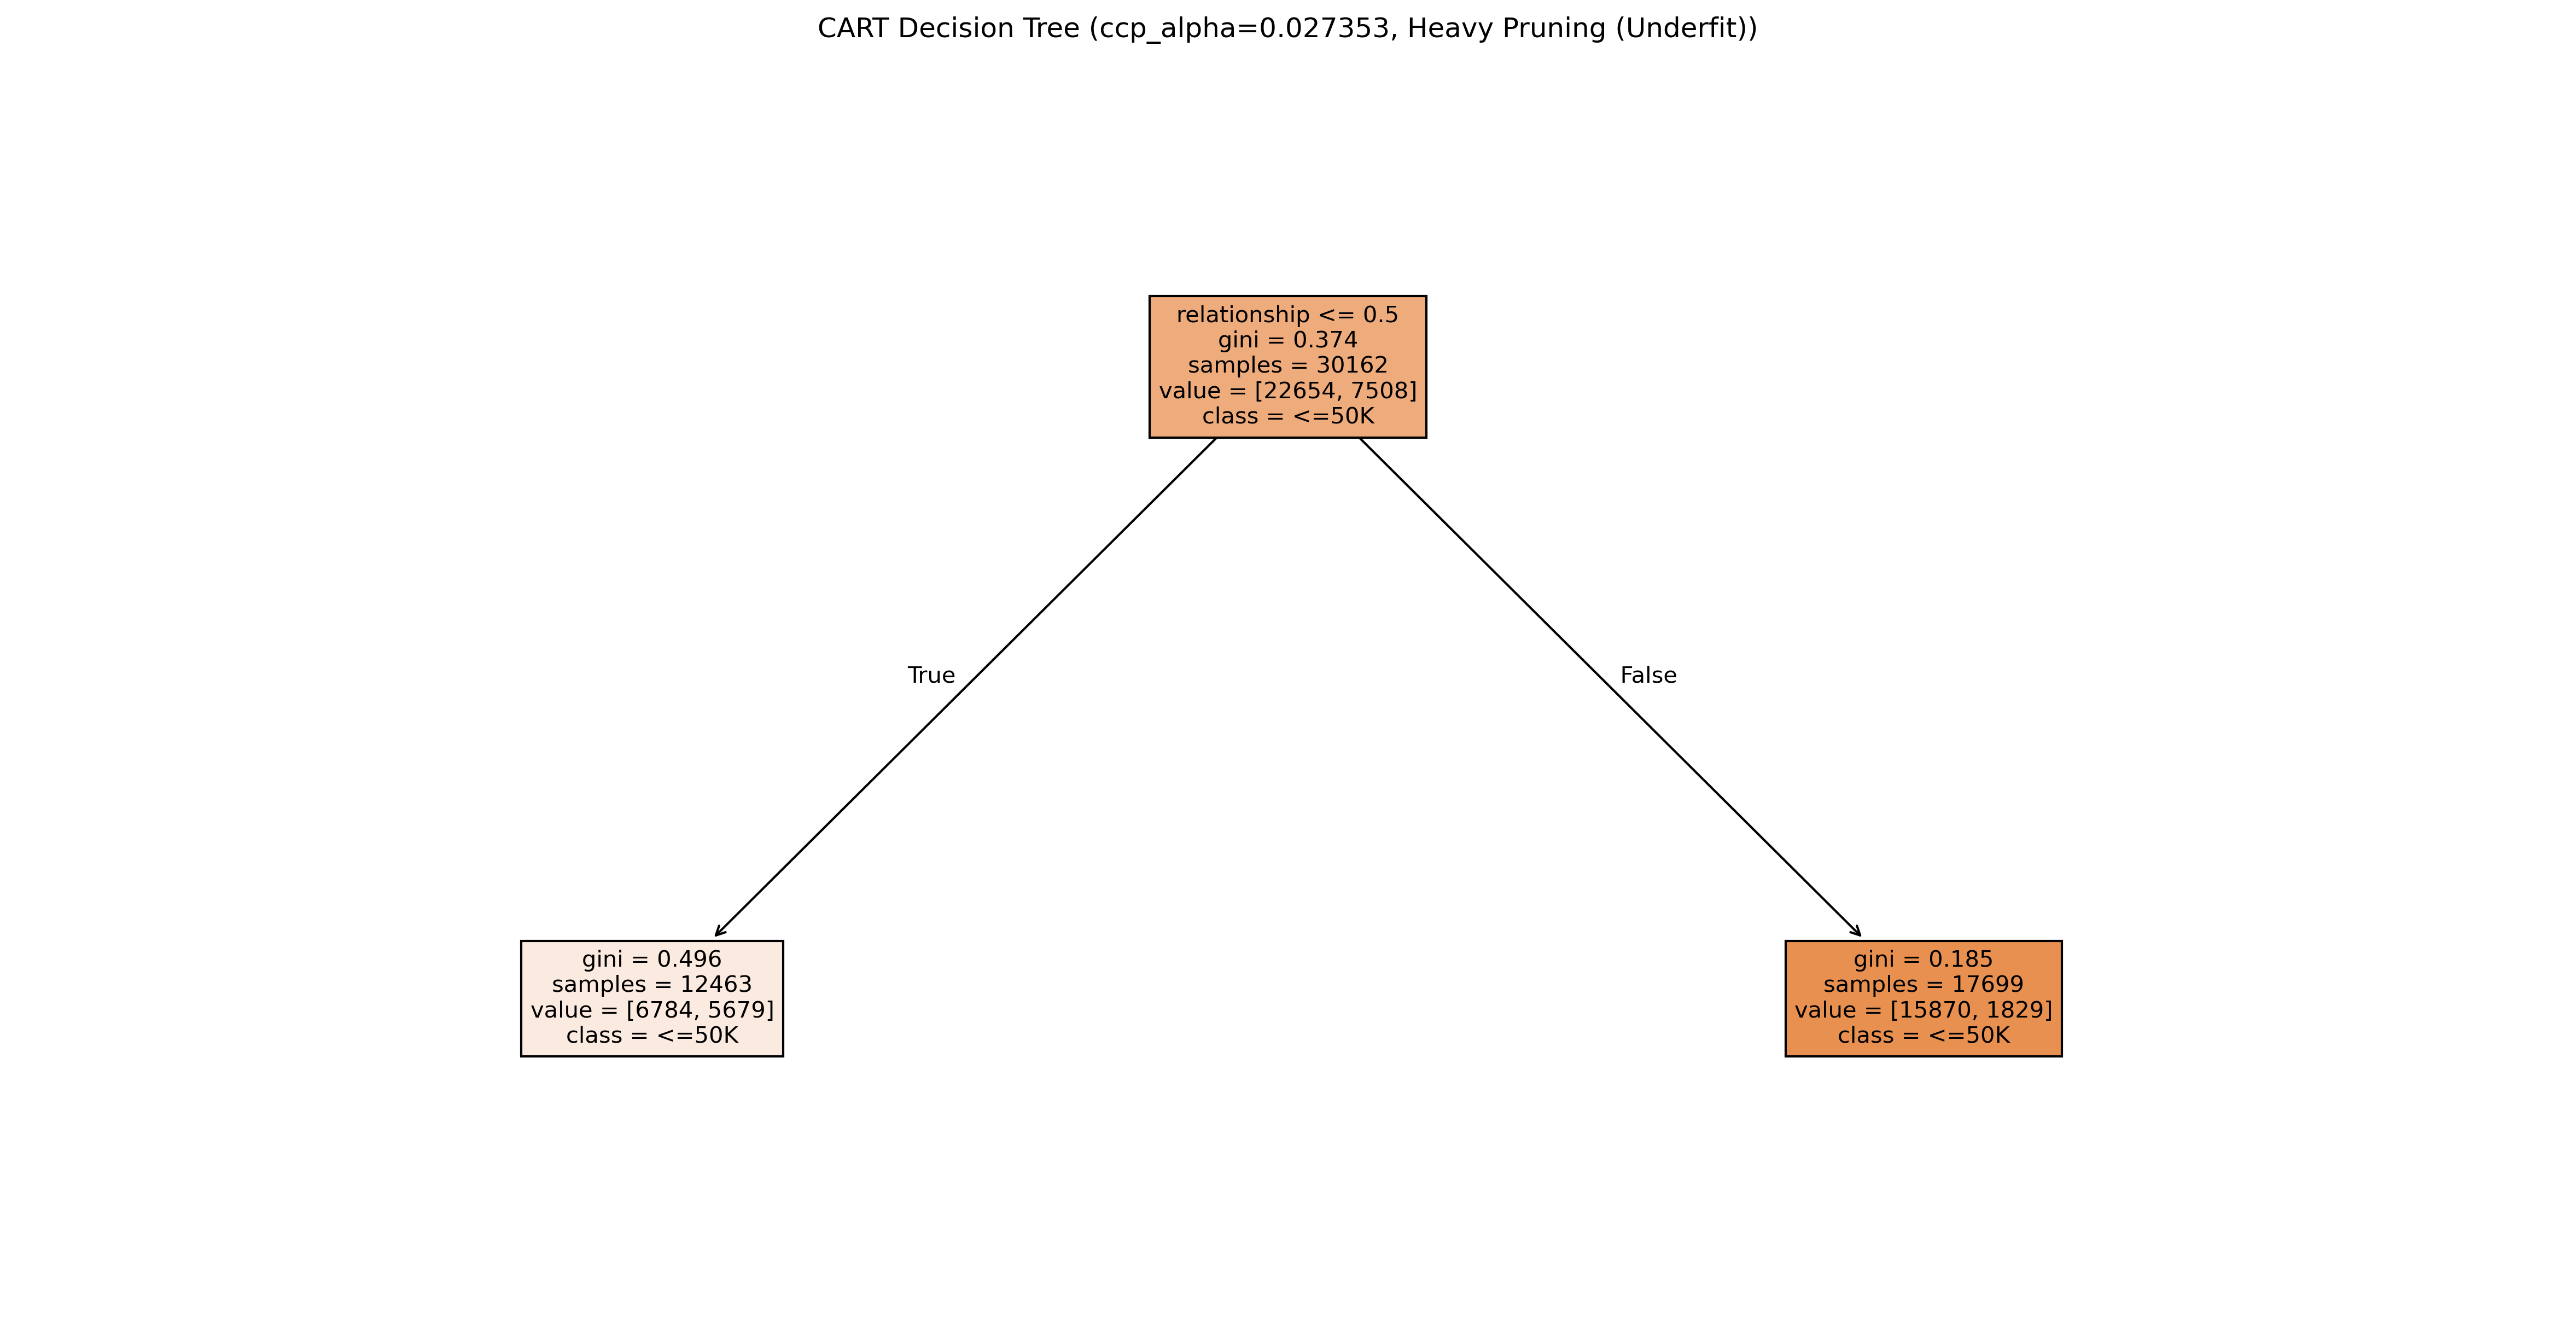 CART Decision Tree (ccp_alpha=0.027353, Heavy Pruning (Underfit))
relationship <= 0.5
gini = 0.374
samples = 30162
value = [22654, 7508]
class = <=50K
True
False
gini = 0.496
samples = 12463
value = [6784, 5679]
class = <=50K
gini = 0.185
samples = 17699
value = [15870, 1829]
class = <=50K